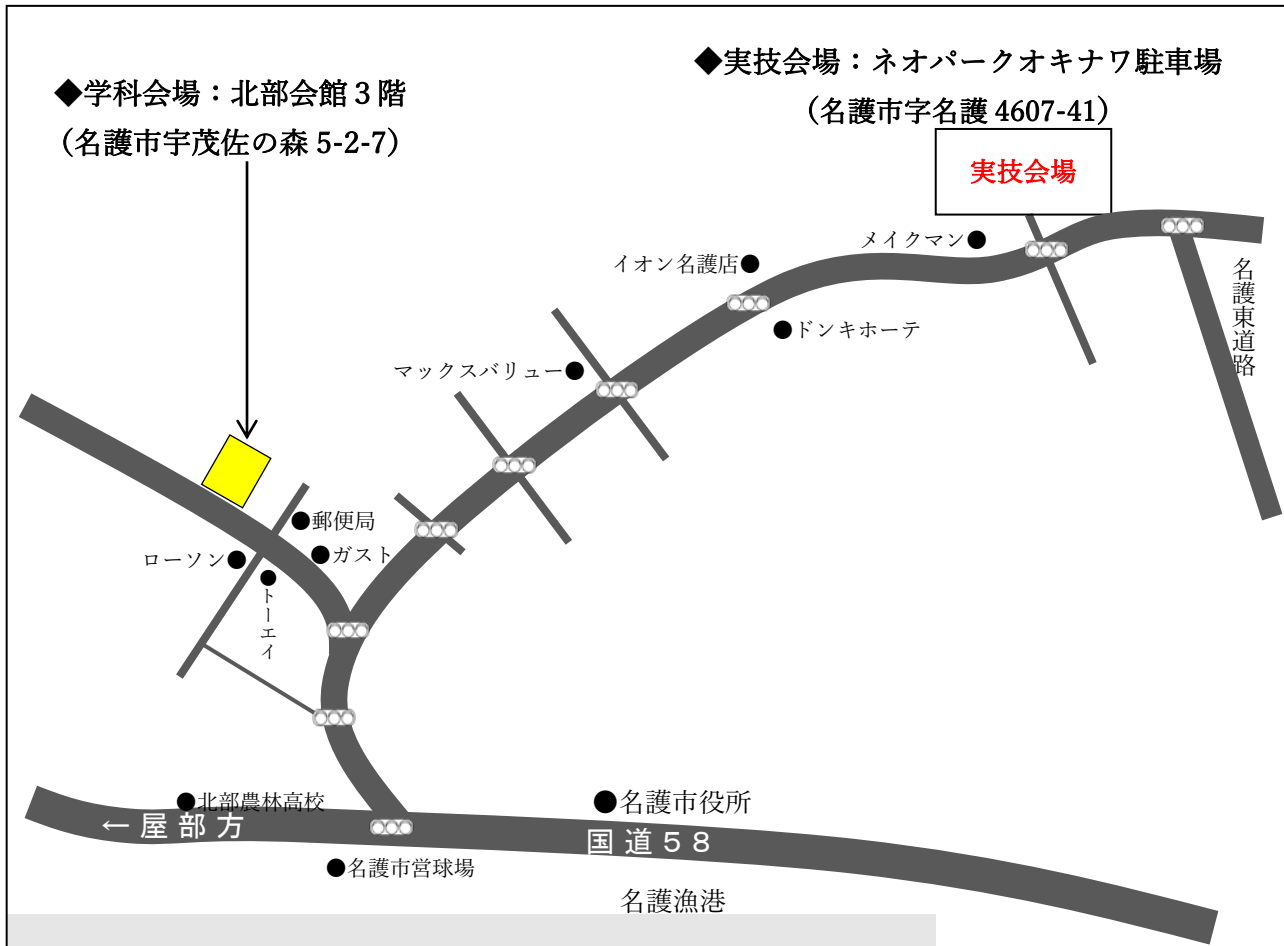 ◆実技会場：ネオパークオキナワ駐車場
（名護市字名護 4607-41）
◆学科会場：北部会館３階
（名護市宇茂佐の森 5-2-7）
実技会場
メイクマン●
イオン名護店●
●ドンキホーテ
名護東道路
マックスバリュー●
●郵便局
●ガスト
ローソン●
●トーエイ
●北部農林高校
●名護市役所
←屋部方
国道５８
●名護市営球場
名護漁港